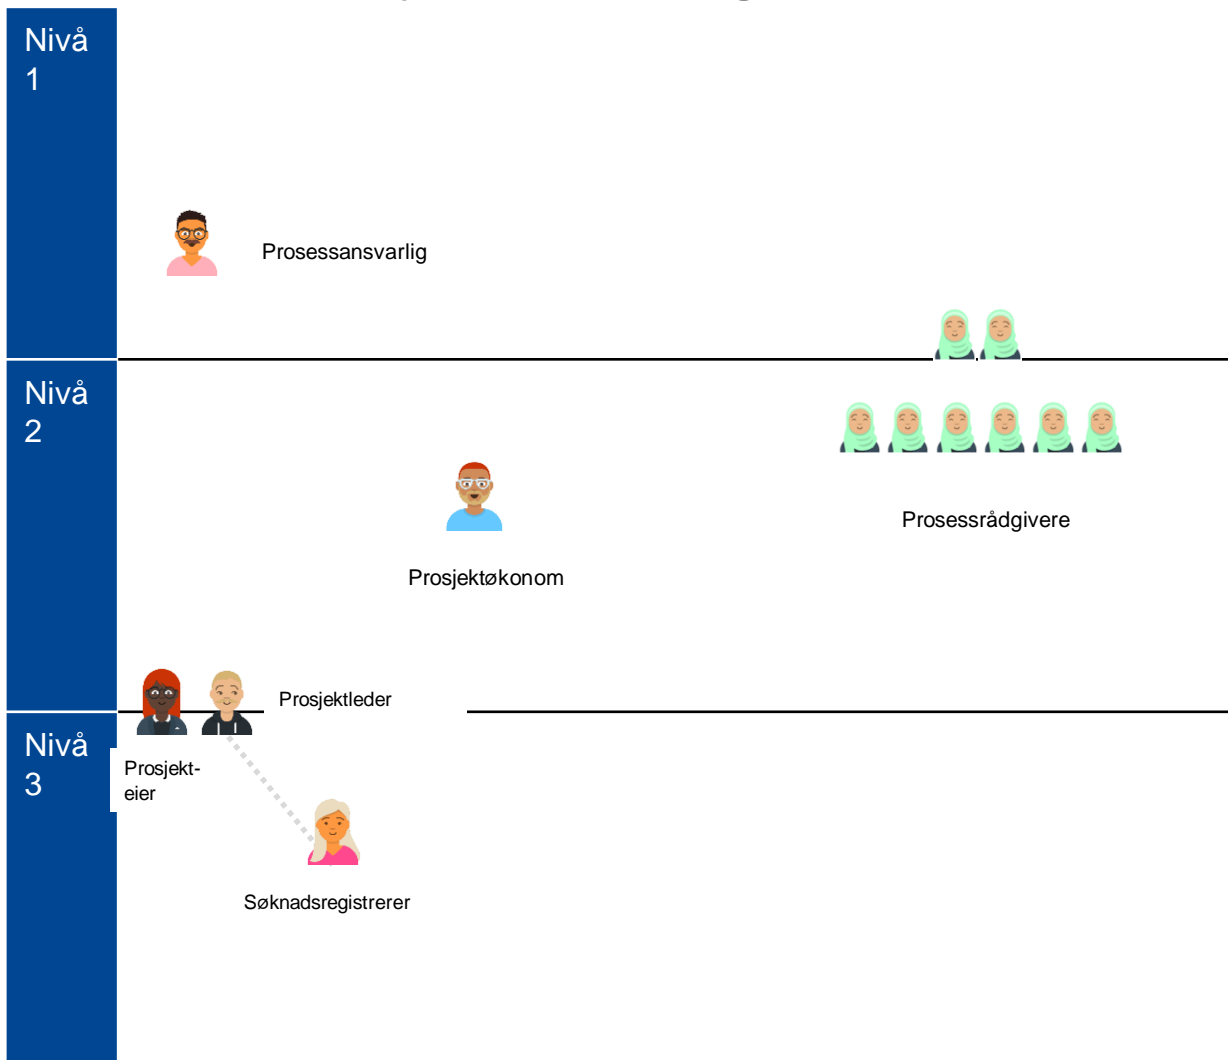 Nivå
1
Prosessansvarlig
Nivå
2
Prosessrådgivere
Prosjektøkonom
Prosjektleder
Nivå
3
Prosjekt-
eier
Søknadsregistrerer